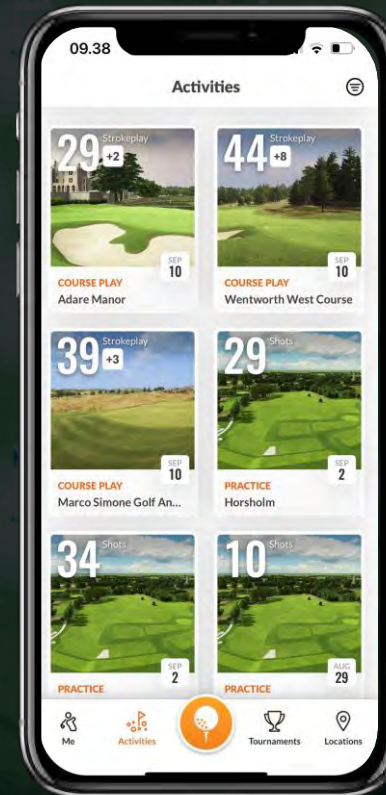 09.38
Activities
29 Strokeplay
+2
SEP
10
COURSE PLAY
Adare Manor
44 Strokeplay
+8
SEP
10
COURSE PLAY
Wentworth West Course
39 Strokeplay
+3
SEP
10
COURSE PLAY
Marco Simone Golf An...
29 Shots
SEP
2
PRACTICE
Horsholm
34 Shots
SEP
2
PRACTICE
10 Shots
AUG
29
PRACTICE
Me
Activities
Tournaments
Locations